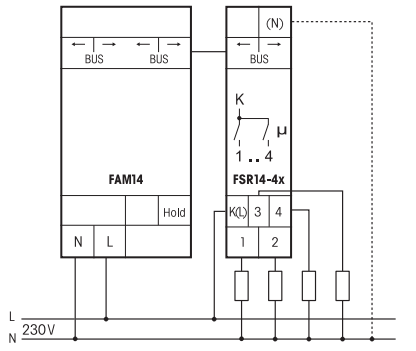 (N)
← → ← → ← →
BUS BUS BUS
K
µ
1 .. 4
FAM14 FSR14-4x
Hold K(L) 3 4
N L 1 2
L
N 230V